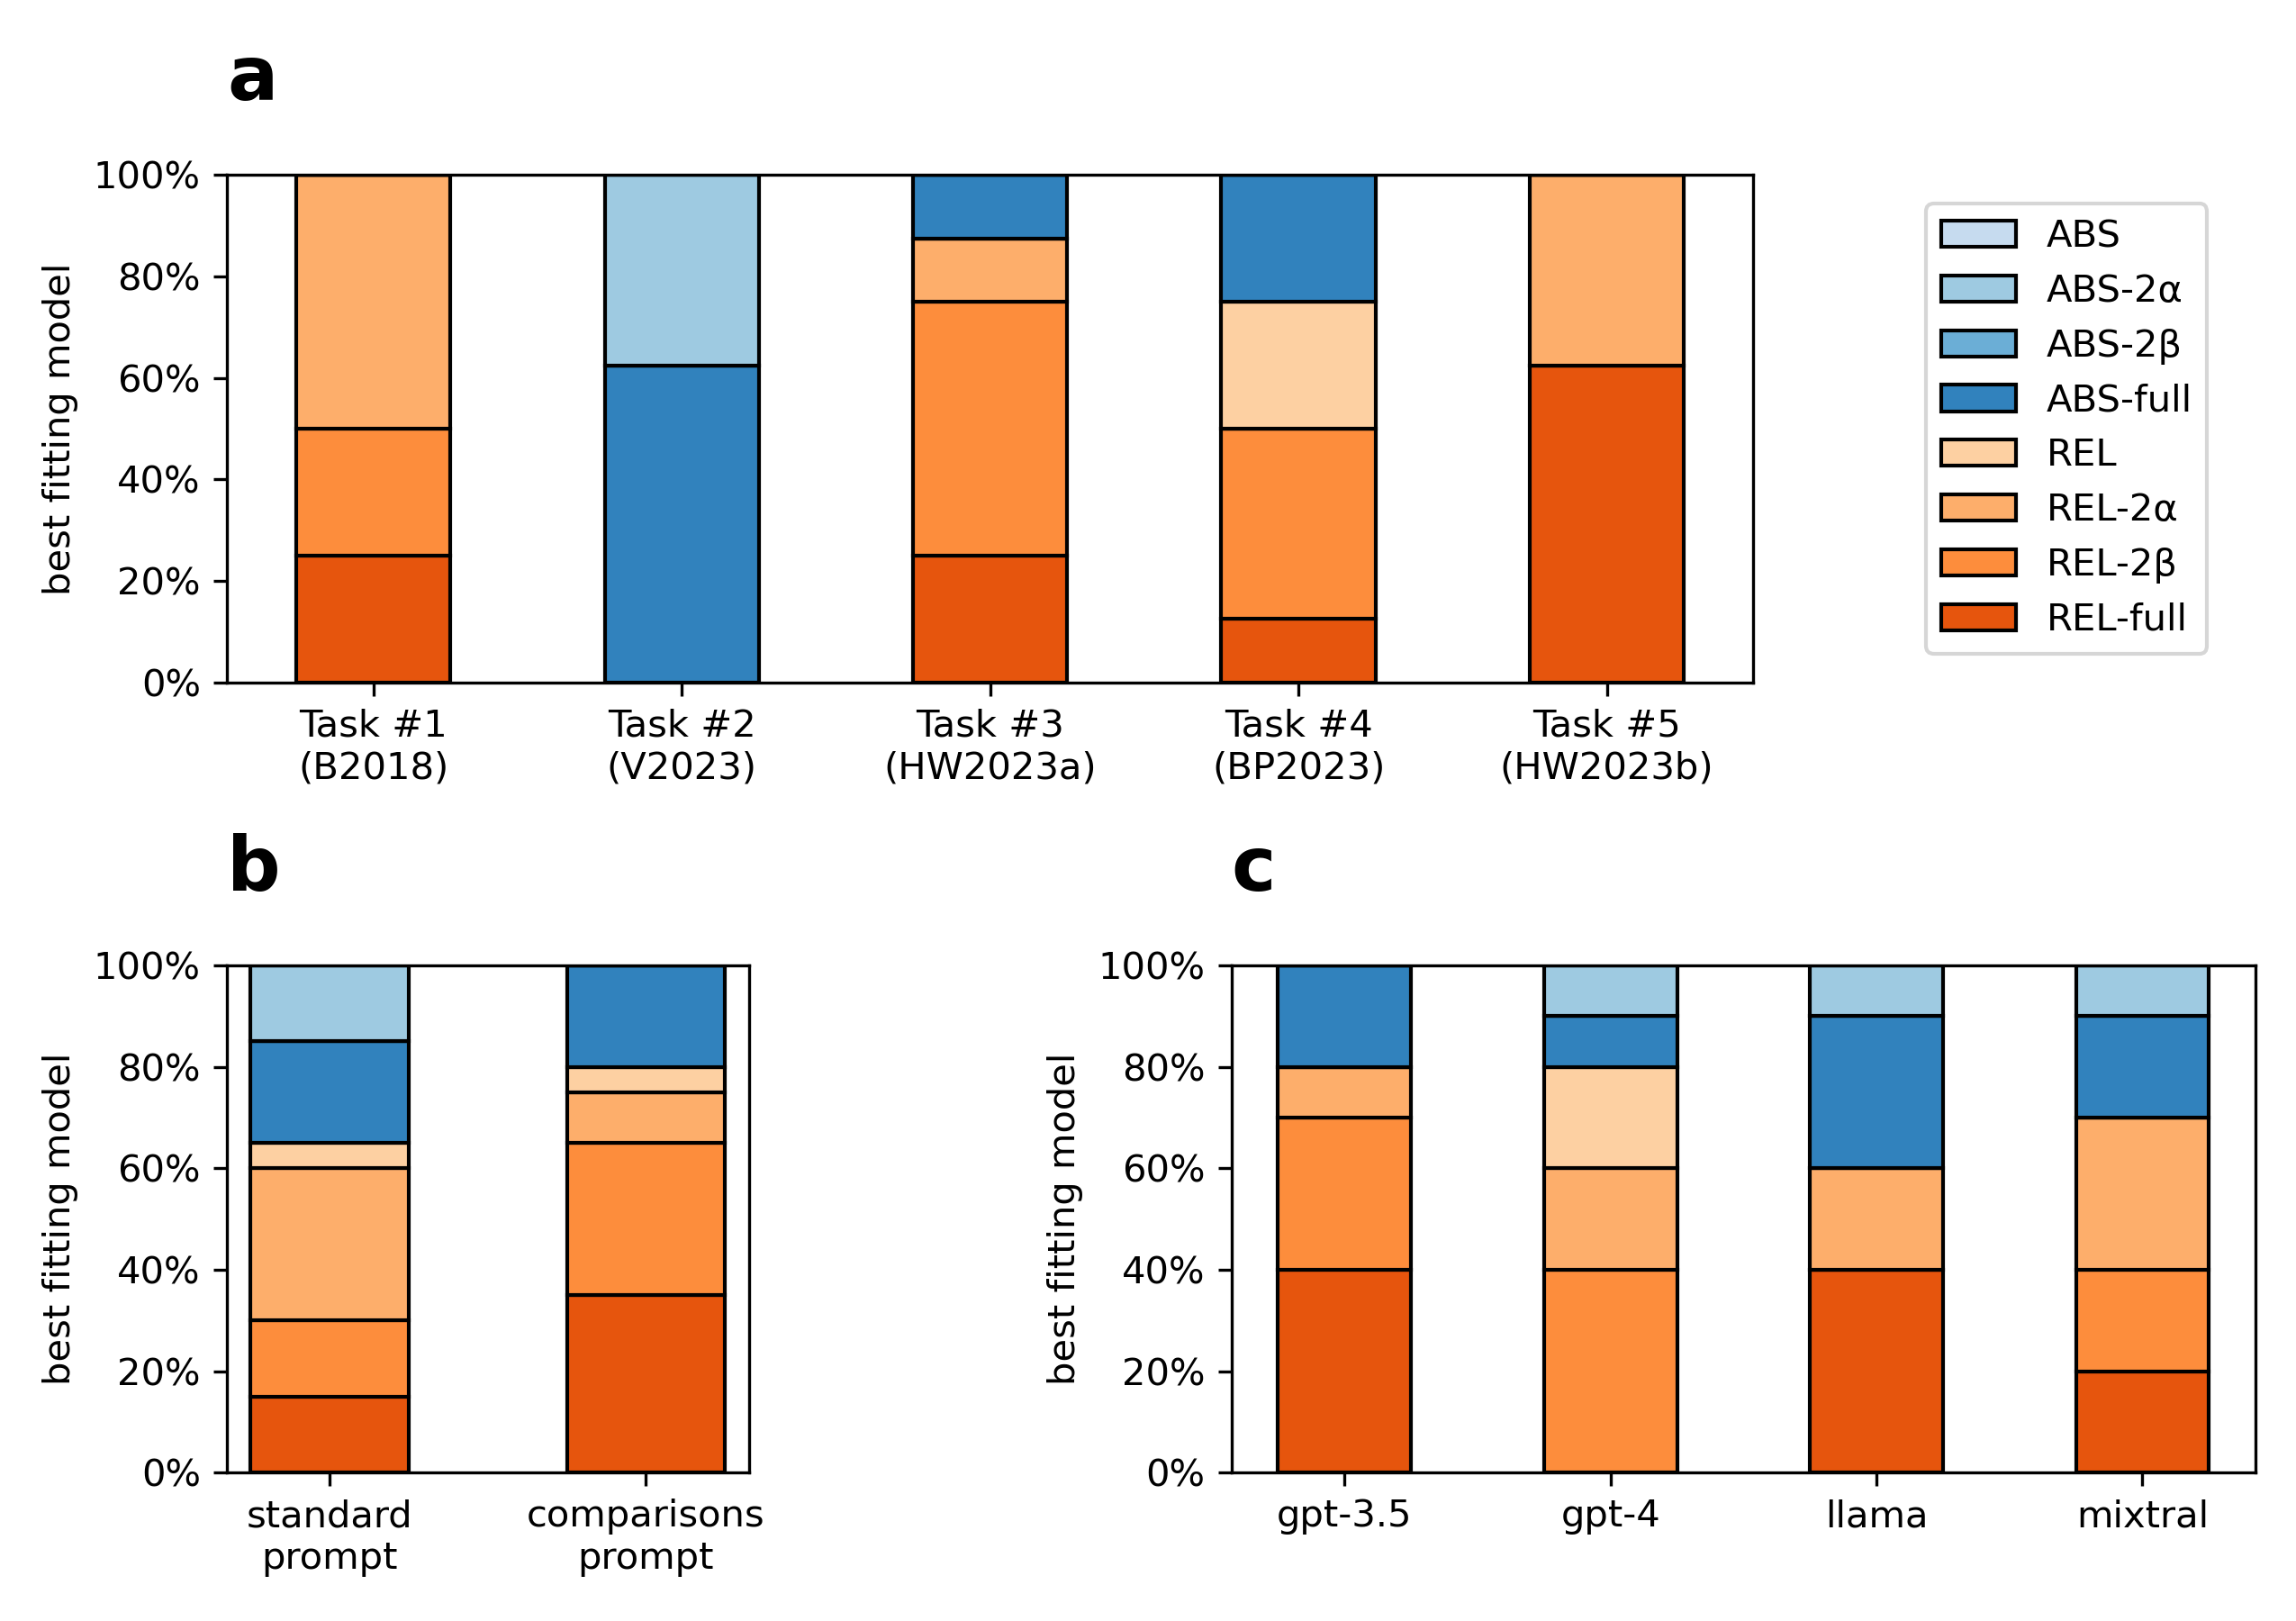 a
best fitting model
100%
80%
60%
40%
20%
0%
Task #1
(B2018)
Task #2
(V2023)
Task #3
(HW2023a)
Task #4
(BP2023)
Task #5
(HW2023b)
ABS
ABS-2α
ABS-2β
ABS-full
REL
REL-2α
REL-2β
REL-full
b
best fitting model
100%
80%
60%
40%
20%
0%
standard
prompt
comparisons
prompt
c
best fitting model
100%
80%
60%
40%
20%
0%
gpt-3.5
gpt-4
llama
mixtral